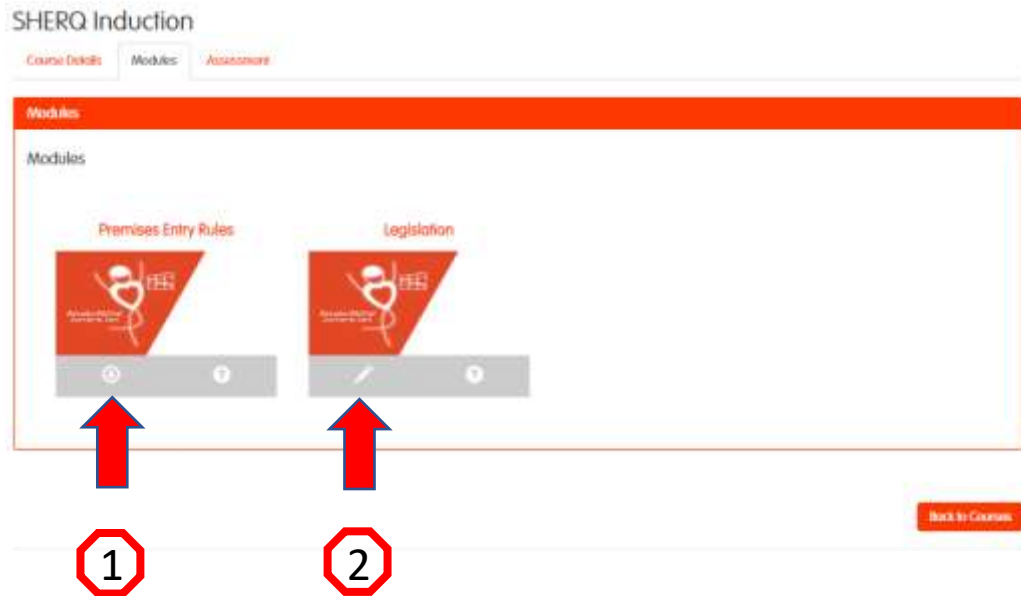 SHERQ Induction
Course Details Modules Assessment
Modules
Modules
Premises Entry Rules Legislation
Back to Courses
1 2